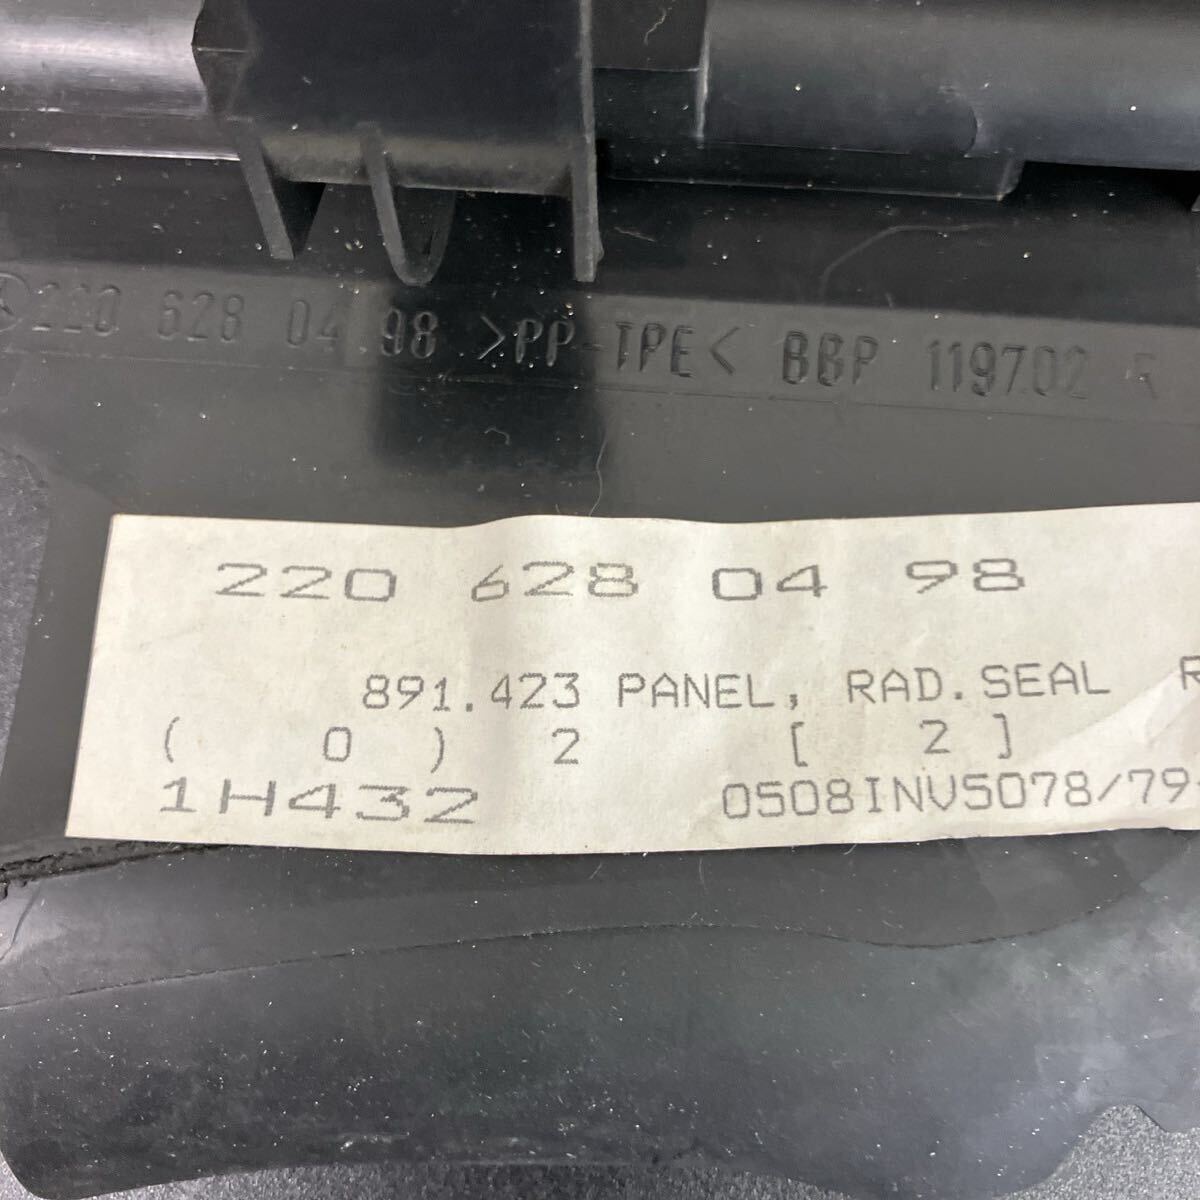 220 628 04 98 >PP-TPE< BBP 119702
220 628 04 98
891.423 PANEL, RAD.SEAL R
( 0 ) 2 [ 2 ]
1H432 0508INV5078/79